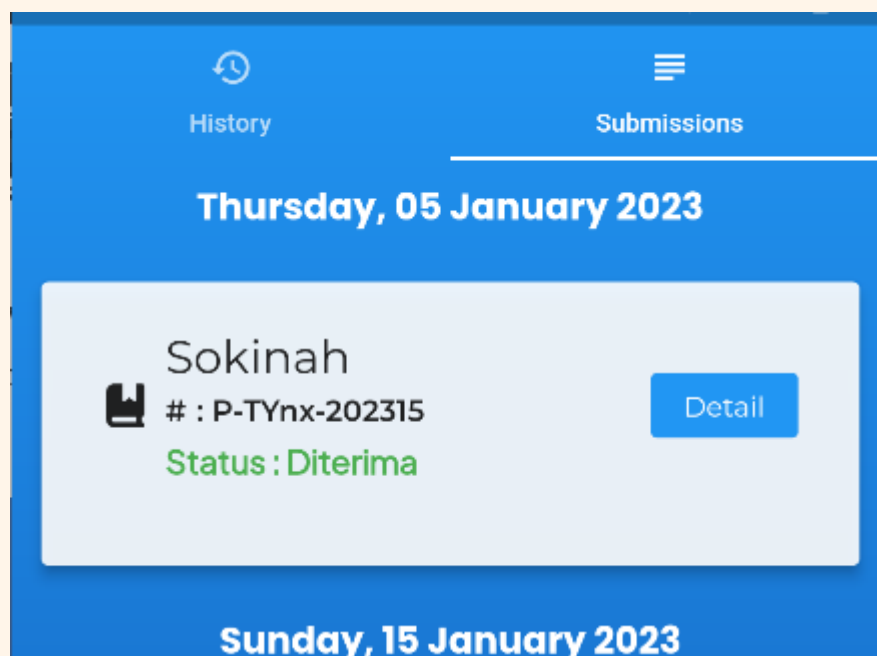 History
Submissions
Thursday, 05 January 2023
Sokinah
# : P-TYnx-202315
Detail
Status : Diterima
Sunday, 15 January 2023